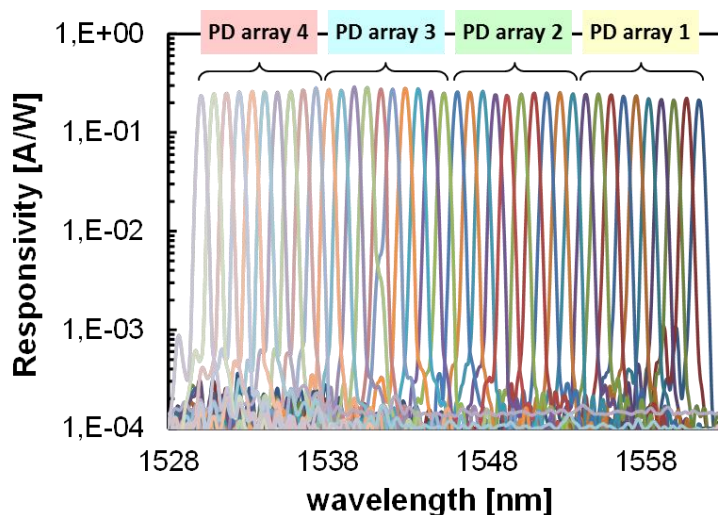 PD array 4 PD array 3 PD array 2 PD array 1
1,E+00
1,E-01
1,E-02
1,E-03
1,E-04
Responsivity [A/W]
1528 1538 1548 1558
wavelength [nm]